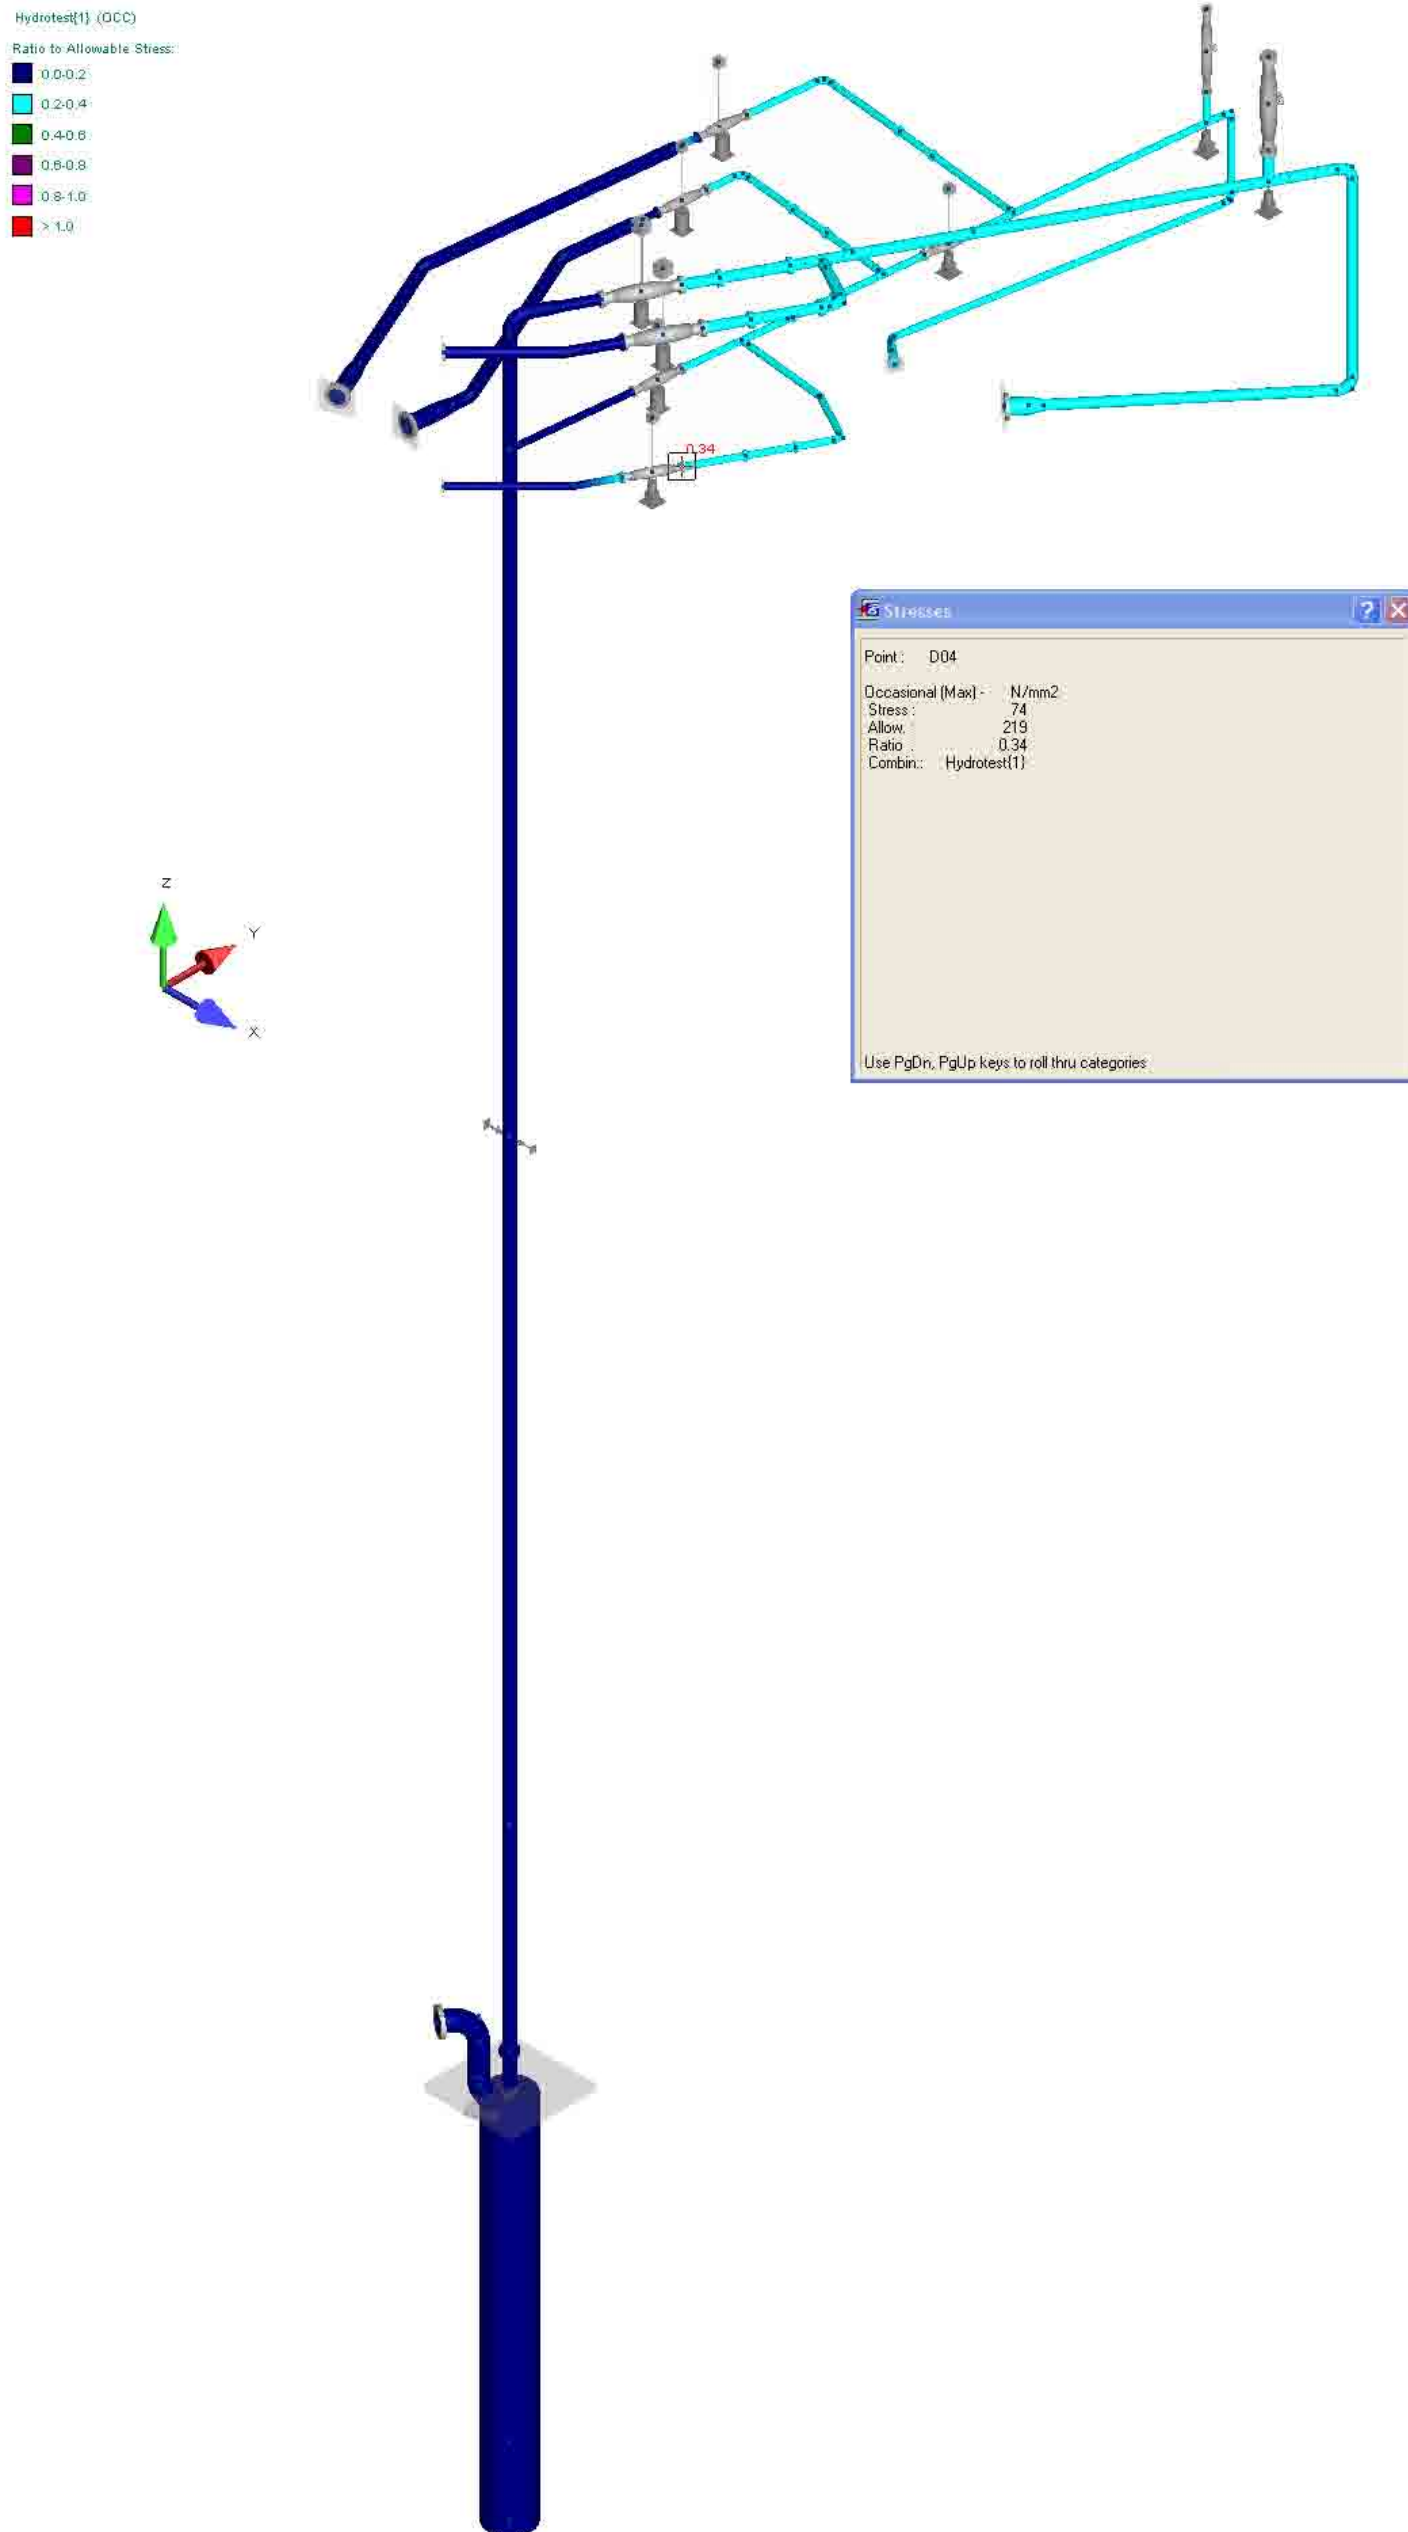 Hydrotest{1} (OCC)
Ratio to Allowable Stress:
0.0-0.2
0.2-0.4
0.4-0.6
0.6-0.8
0.8-1.0
> 1.0
0.34
Stresses
Point : D04
Occasional (Max) - N/mm2
Stress : 74
Allow. : 219
Ratio : 0.34
Combin.: Hydrotest{1}
Use PgDn, PgUp keys to roll thru categories
Z
Y
X